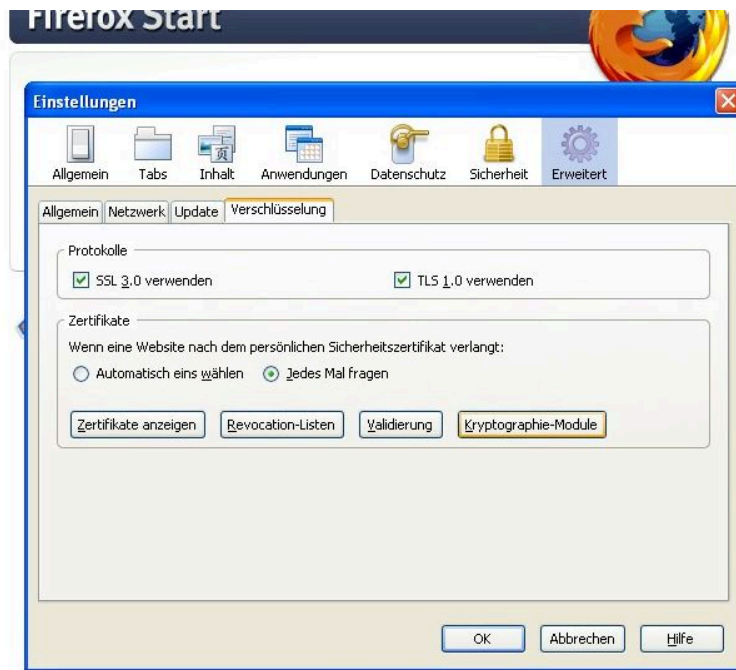 Firefox Start
Einstellungen
Allgemein Tabs Inhalt Anwendungen Datenschutz Sicherheit Erweitert
Allgemein Netzwerk Update Verschlüsselung
Protokolle
SSL 3.0 verwenden TLS 1.0 verwenden
Zertifikate
Wenn eine Website nach dem persönlichen Sicherheitszertifikat verlangt:
Automatisch eins wählen Jedes Mal fragen
Zertifikate anzeigen Revocation-Listen Validierung Kryptographie-Module
OK Abbrechen Hilfe